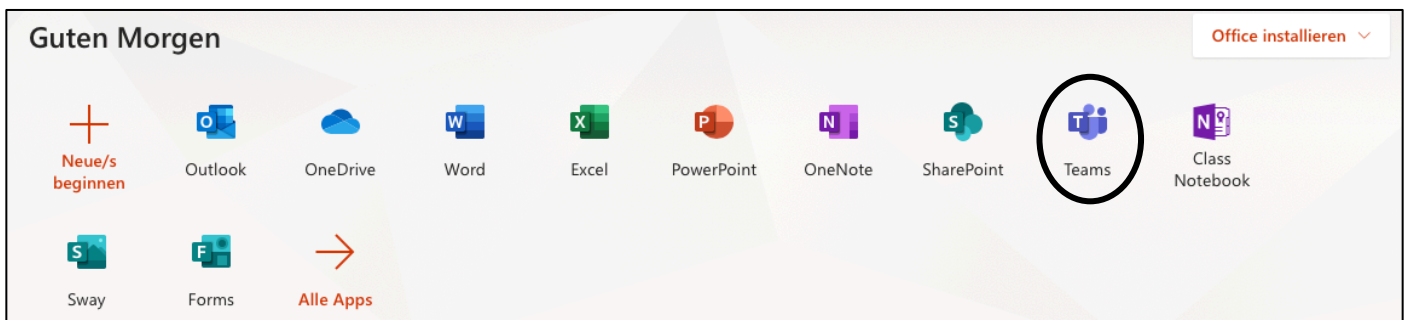 Guten Morgen
Office installieren
Neue/s
beginnen
Outlook
OneDrive
Word
Excel
PowerPoint
OneNote
SharePoint
Teams
Class
Notebook
Sway
Forms
Alle Apps